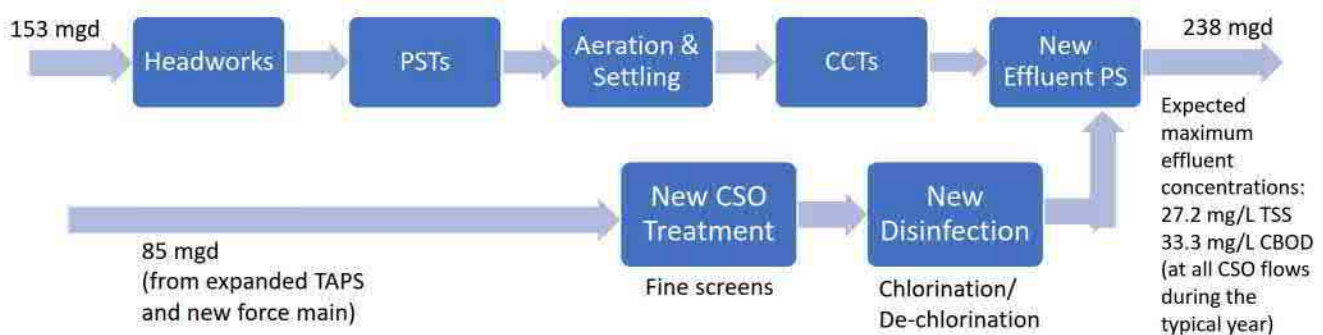 153 mgd
Headworks
PSTs
Aeration &
Settling
CCTs
New
Effluent PS
238 mgd
Expected
maximum
effluent
concentrations:
27.2 mg/L TSS
33.3 mg/L CBOD
(at all CSO flows
during the
typical year)
85 mgd
(from expanded TAPS
and new force main)
New CSO
Treatment
Fine screens
New
Disinfection
Chlorination/
De-chlorination